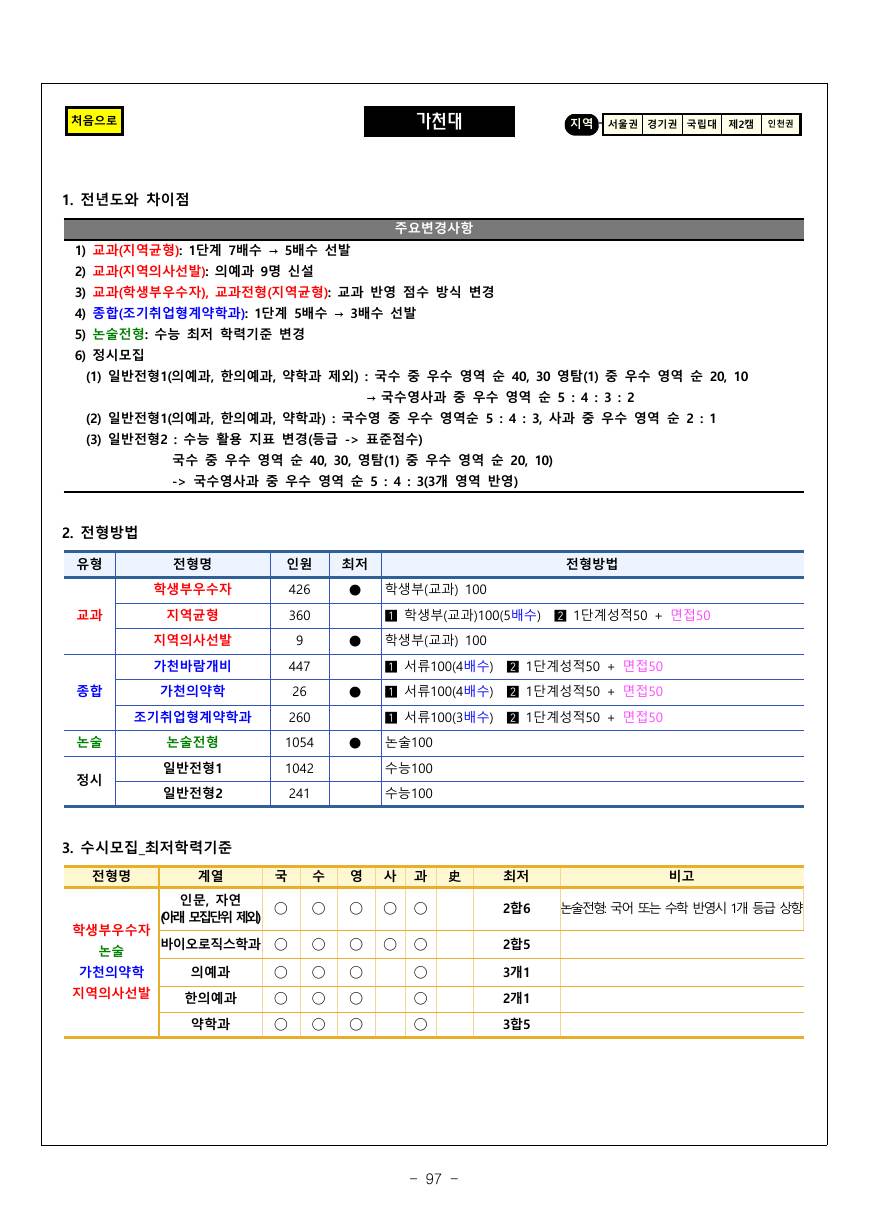 처음으로
가천대
지역 서울권 경기권 국립대 제2캠 인천권
1. 전년도와 차이점
주요변경사항
1) 교과(지역균형): 1단계 7배수 → 5배수 선발
2) 교과(지역의사선발): 의예과 9명 신설
3) 교과(학생부우수자), 교과전형(지역균형): 교과 반영 점수 방식 변경
4) 종합(조기취업형계약학과): 1단계 5배수 → 3배수 선발
5) 논술전형: 수능 최저 학력기준 변경
6) 정시모집
(1) 일반전형1(의예과, 한의예과, 약학과 제외) : 국수 중 우수 영역 순 40, 30 영탐(1) 중 우수 영역 순 20, 10
→ 국수영사과 중 우수 영역 순 5 : 4 : 3 : 2
(2) 일반전형1(의예과, 한의예과, 약학과) : 국수영 중 우수 영역순 5 : 4 : 3, 사과 중 우수 영역 순 2 : 1
(3) 일반전형2 : 수능 활용 지표 변경(등급 -> 표준점수)
국수 중 우수 영역 순 40, 30, 영탐(1) 중 우수 영역 순 20, 10)
-> 국수영사과 중 우수 영역 순 5 : 4 : 3(3개 영역 반영)
2. 전형방법
유형 전형명 인원 최저 전형방법
교과 학생부우수자 426 ● 학생부(교과) 100
지역균형 360 1 학생부(교과)100(5배수) 2 1단계성적50 + 면접50
지역의사선발 9 ● 학생부(교과) 100
종합 가천바람개비 447 1 서류100(4배수) 2 1단계성적50 + 면접50
가천의약학 26 ● 1 서류100(4배수) 2 1단계성적50 + 면접50
조기취업형계약학과 260 1 서류100(3배수) 2 1단계성적50 + 면접50
논술 논술전형 1054 ● 논술100
정시 일반전형1 1042 수능100
일반전형2 241 수능100
3. 수시모집_최저학력기준
전형명 계열 국 수 영 사 과 史 최저 비고
학생부우수자
논술
가천의약학
지역의사선발
인문, 자연
(아래 모집단위 제외) ○ ○ ○ ○ ○ 2합6 논술전형: 국어 또는 수학 반영시 1개 등급 상향
바이오로직스학과 ○ ○ ○ ○ ○ 2합5
의예과 ○ ○ ○ ○ 3개1
한의예과 ○ ○ ○ ○ 2개1
약학과 ○ ○ ○ ○ 3합5
- 97 -